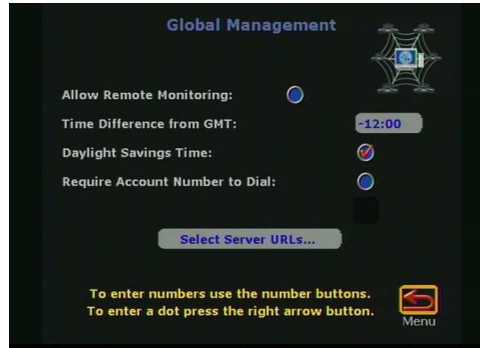 Global Management
Allow Remote Monitoring:
Time Difference from GMT: -12:00
Daylight Savings Time:
Require Account Number to Dial:
Select Server URLs...
To enter numbers use the number buttons.
To enter a dot press the right arrow button.
Menu